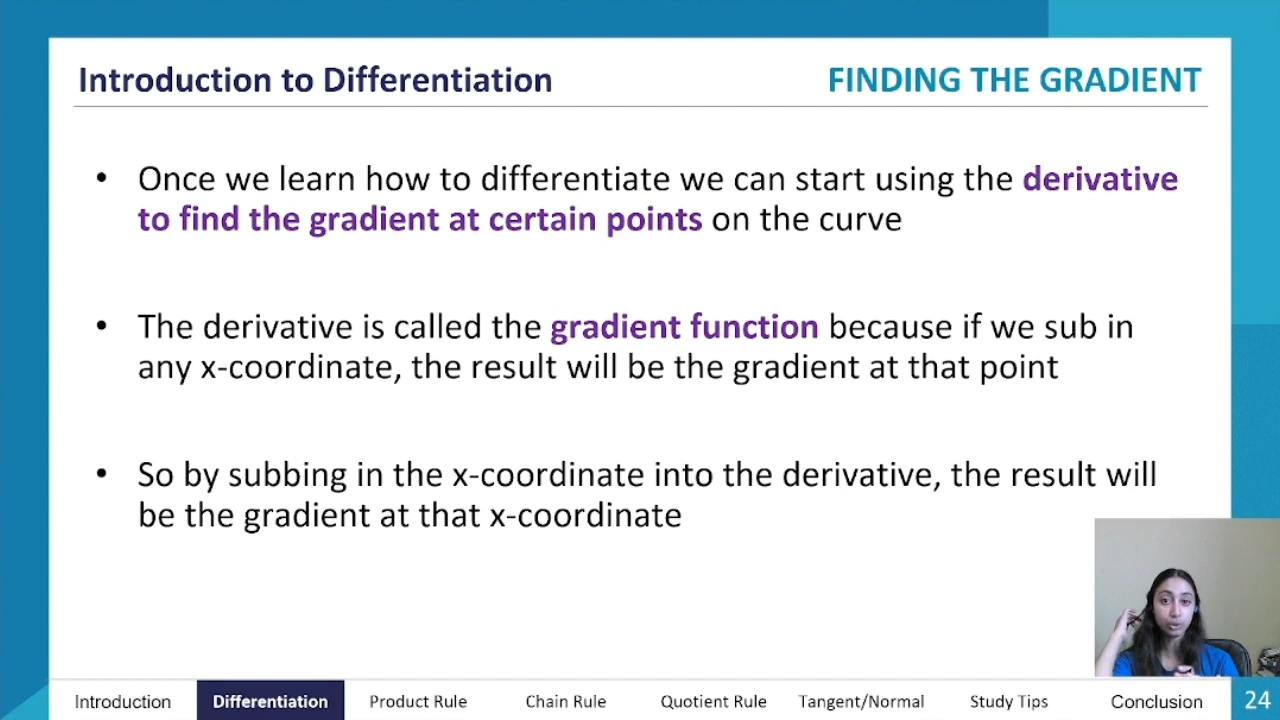 Introduction to Differentiation
FINDING THE GRADIENT
• Once we learn how to differentiate we can start using the derivative
to find the gradient at certain points on the curve
• The derivative is called the gradient function because if we sub in
any x-coordinate, the result will be the gradient at that point
• So by subbing in the x-coordinate into the derivative, the result will
be the gradient at that x-coordinate
Introduction Differentiation Product Rule Chain Rule Quotient Rule Tangent/Normal Study Tips Conclusion 24